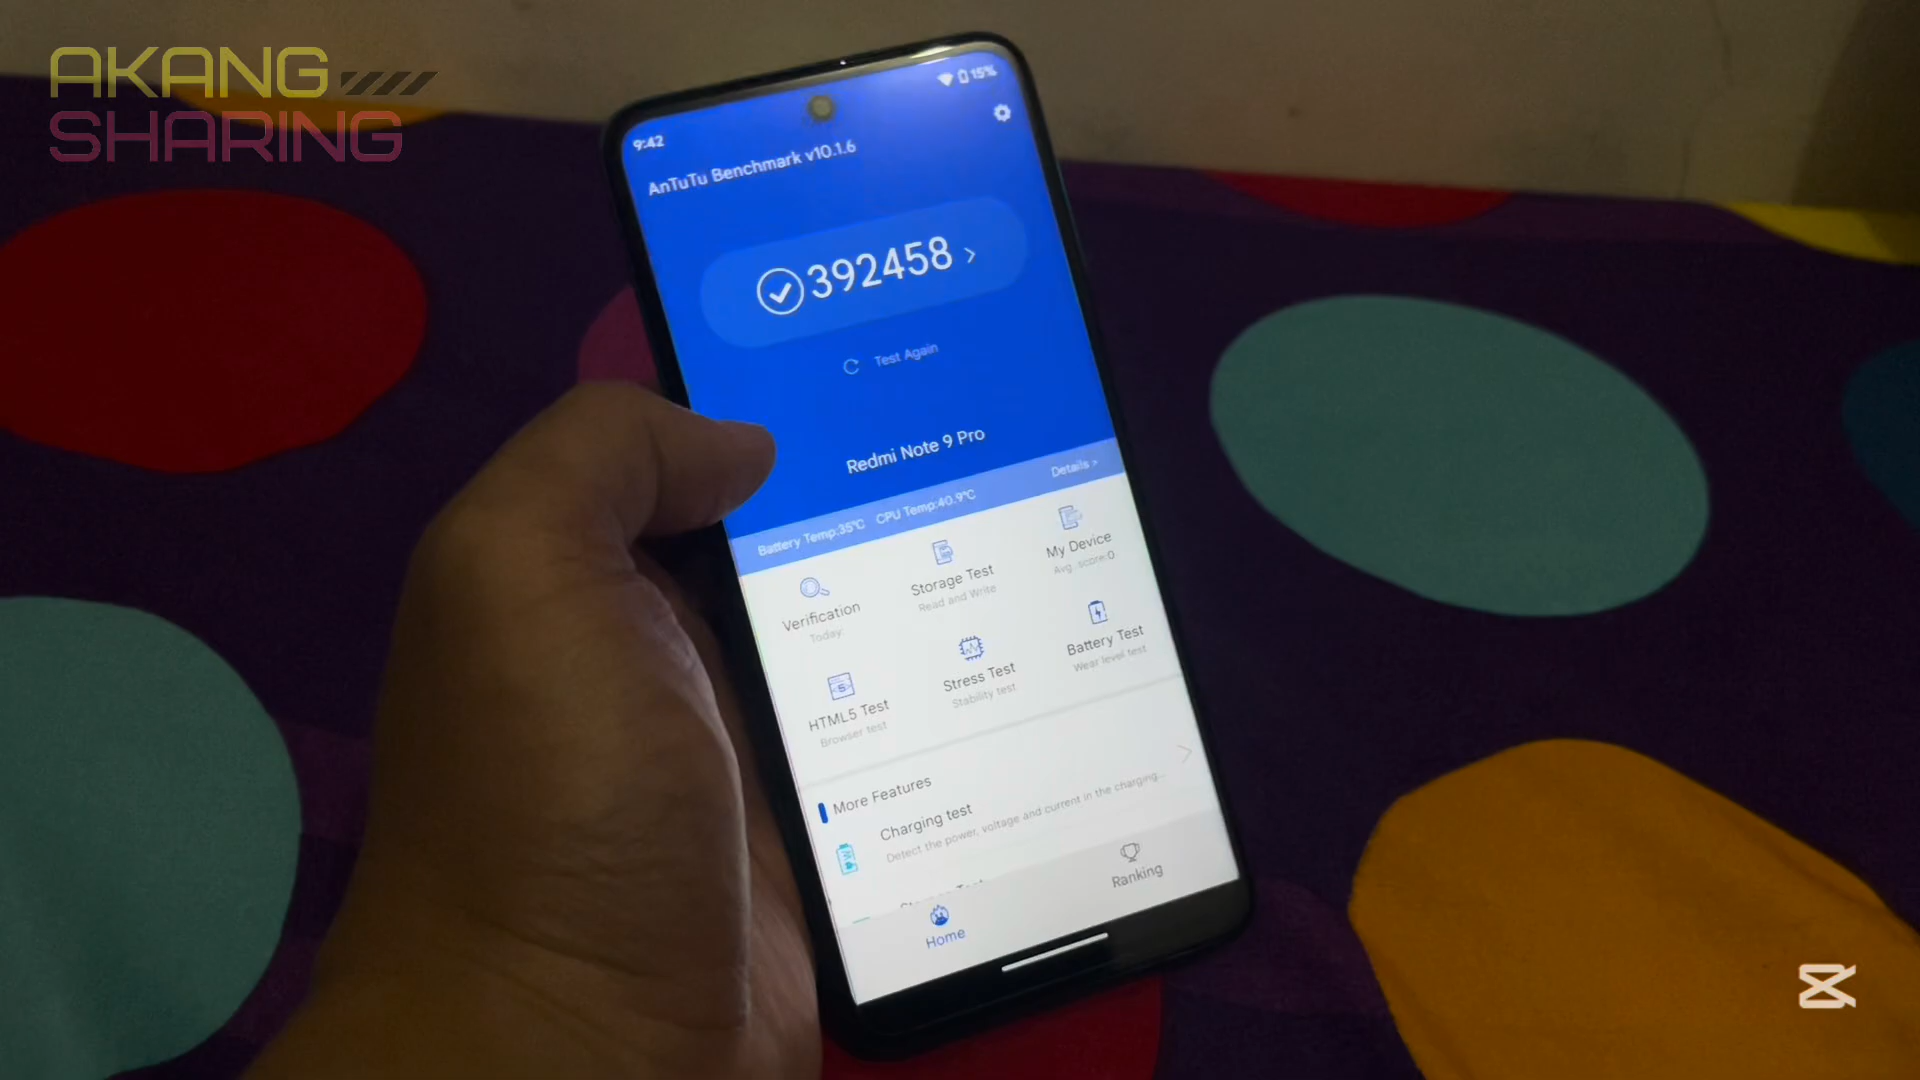 AKANG
SHARING
9:42
15%
AnTuTu Benchmark v10.1.6
392458
Test Again
Redmi Note 9 Pro
Battery Temp:35℃ CPU Temp:40.9℃
Details >
Verification
Today
Storage Test
Read and Write
My Device
Avg. score:0
HTML5 Test
Browser test
Stress Test
Stability test
Battery Test
Wear level test
More Features
Charging test
Detect the power, voltage and current in the charging...
Home
Ranking